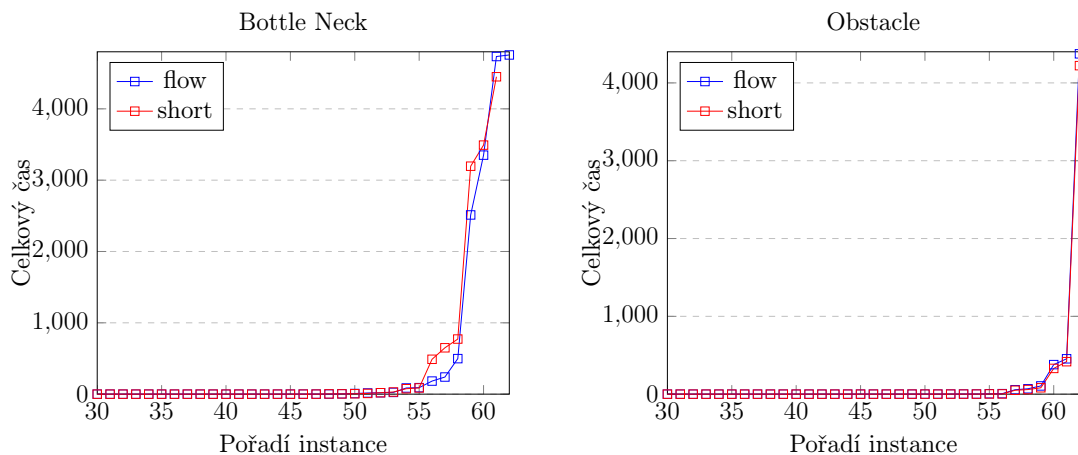 Bottle Neck
flow
short
4,000
3,000
2,000
1,000
0
30 35 40 45 50 55 60
Celkový čas
Pořadí instance
Obstacle
flow
short
4,000
3,000
2,000
1,000
0
30 35 40 45 50 55 60
Celkový čas
Pořadí instance